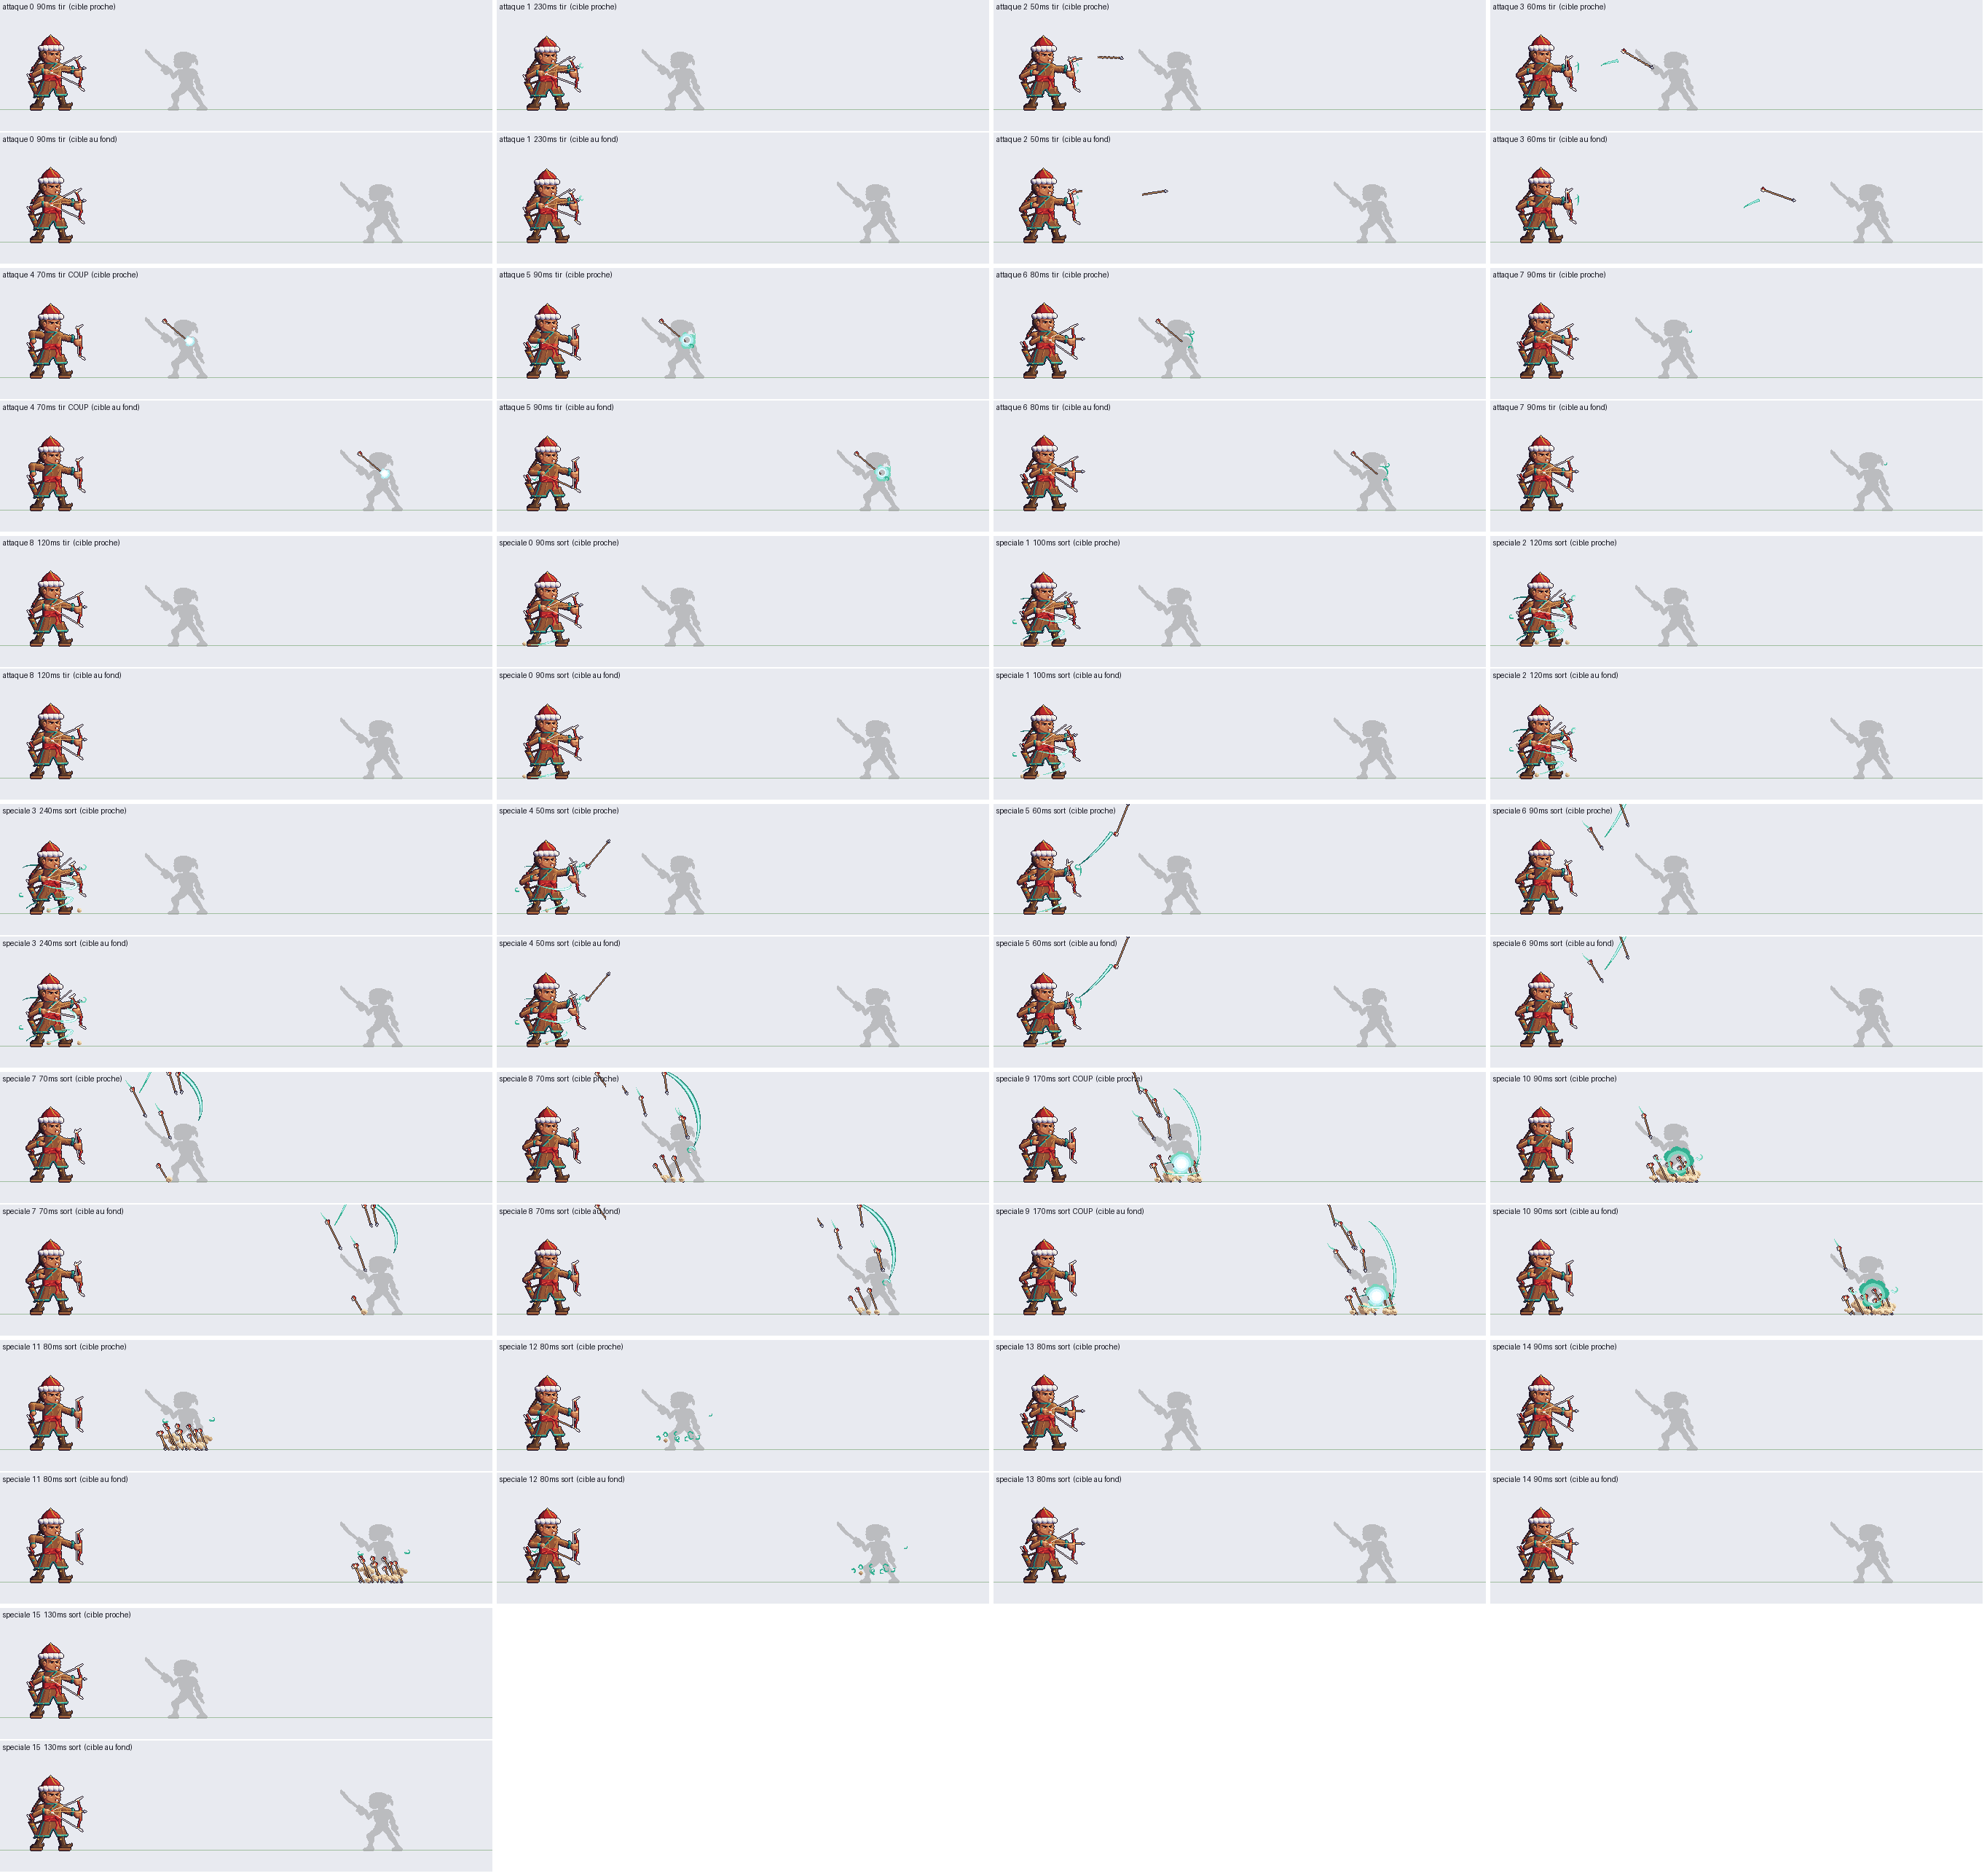 attaque 0 90ms tir (cible proche)
attaque 1 230ms tir (cible proche)
attaque 2 50ms tir (cible proche)
attaque 3 60ms tir (cible proche)
attaque 0 90ms tir (cible au fond)
attaque 1 230ms tir (cible au fond)
attaque 2 50ms tir (cible au fond)
attaque 3 60ms tir (cible au fond)
attaque 4 70ms tir COUP (cible proche)
attaque 5 90ms tir (cible proche)
attaque 6 80ms tir (cible proche)
attaque 7 90ms tir (cible proche)
attaque 4 70ms tir COUP (cible au fond)
attaque 5 90ms tir (cible au fond)
attaque 6 80ms tir (cible au fond)
attaque 7 90ms tir (cible au fond)
attaque 8 120ms tir (cible proche)
speciale 0 90ms sort (cible proche)
speciale 1 100ms sort (cible proche)
speciale 2 120ms sort (cible proche)
attaque 8 120ms tir (cible au fond)
speciale 0 90ms sort (cible au fond)
speciale 1 100ms sort (cible au fond)
speciale 2 120ms sort (cible au fond)
speciale 3 240ms sort (cible proche)
speciale 4 50ms sort (cible proche)
speciale 5 60ms sort (cible proche)
speciale 6 90ms sort (cible proche)
speciale 3 240ms sort (cible au fond)
speciale 4 50ms sort (cible au fond)
speciale 5 60ms sort (cible au fond)
speciale 6 90ms sort (cible au fond)
speciale 7 70ms sort (cible proche)
speciale 8 70ms sort (cible proche)
speciale 9 170ms sort COUP (cible proche)
speciale 10 90ms sort (cible proche)
speciale 7 70ms sort (cible au fond)
speciale 8 70ms sort (cible au fond)
speciale 9 170ms sort COUP (cible au fond)
speciale 10 90ms sort (cible au fond)
speciale 11 80ms sort (cible proche)
speciale 12 80ms sort (cible proche)
speciale 13 80ms sort (cible proche)
speciale 14 90ms sort (cible proche)
speciale 11 80ms sort (cible au fond)
speciale 12 80ms sort (cible au fond)
speciale 13 80ms sort (cible au fond)
speciale 14 90ms sort (cible au fond)
speciale 15 130ms sort (cible proche)
speciale 15 130ms sort (cible au fond)